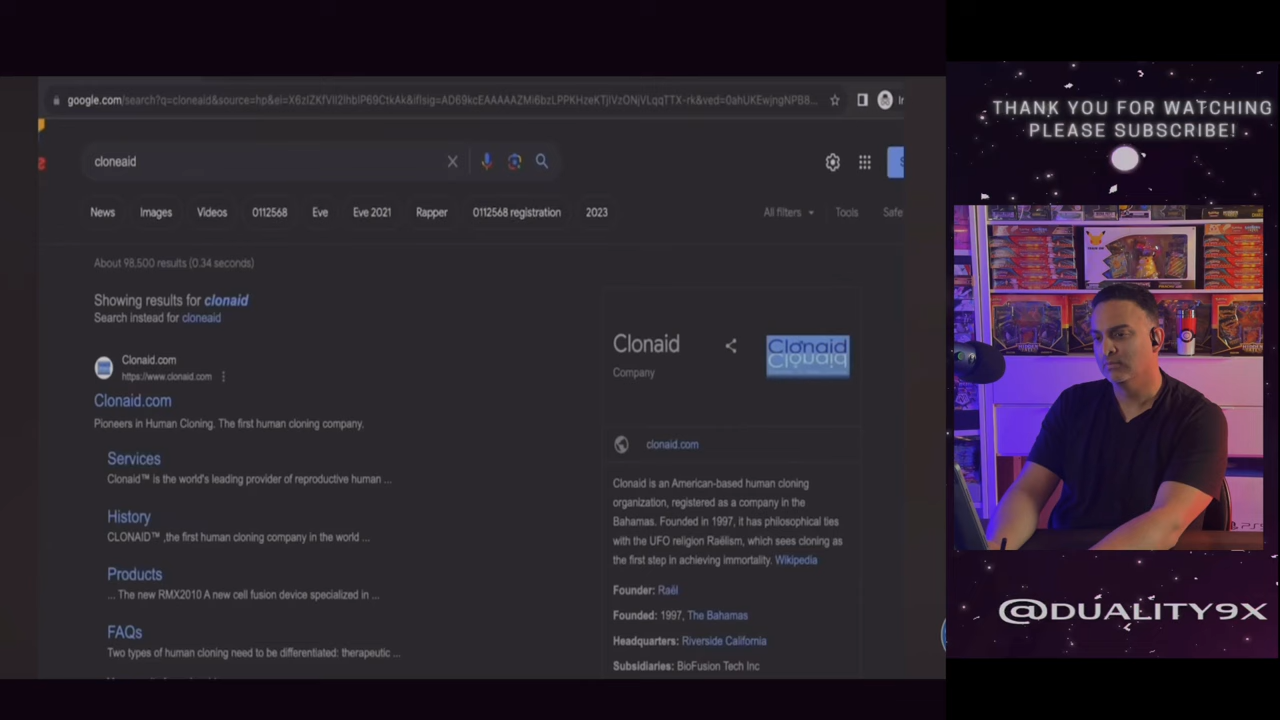 google.com/search?q=cloneaid&source=hp&ei=
cloneaid
News Images Videos 0112568 Eve Eve 2021 Rapper 0112568 registration 2023 All filters Tools Safe
About 98,500 results (0.34 seconds)
Showing results for clonaid
Search instead for cloneaid
Clonaid.com
https://www.clonaid.com
Clonaid.com
Pioneers in Human Cloning. The first human cloning company.
Services
Clonaid™ is the world's leading provider of reproductive human ...
History
CLONAID™ ,the first human cloning company in the world ...
Products
... The new RMX2010 A new cell fusion device specialized in ...
FAQs
Two types of human cloning need to be differentiated: therapeutic ...
Clonaid
Company
Clonaid
clonaid.com
Clonaid is an American-based human cloning
organization, registered as a company in the
Bahamas. Founded in 1997, it has philosophical ties
with the UFO religion Raëlism, which sees cloning as
the first step in achieving immortality. Wikipedia
Founder: Raël
Founded: 1997, The Bahamas
Headquarters: Riverside California
Subsidiaries: BioFusion Tech Inc
THANK YOU FOR WATCHING
PLEASE SUBSCRIBE!
@DUALITY9X